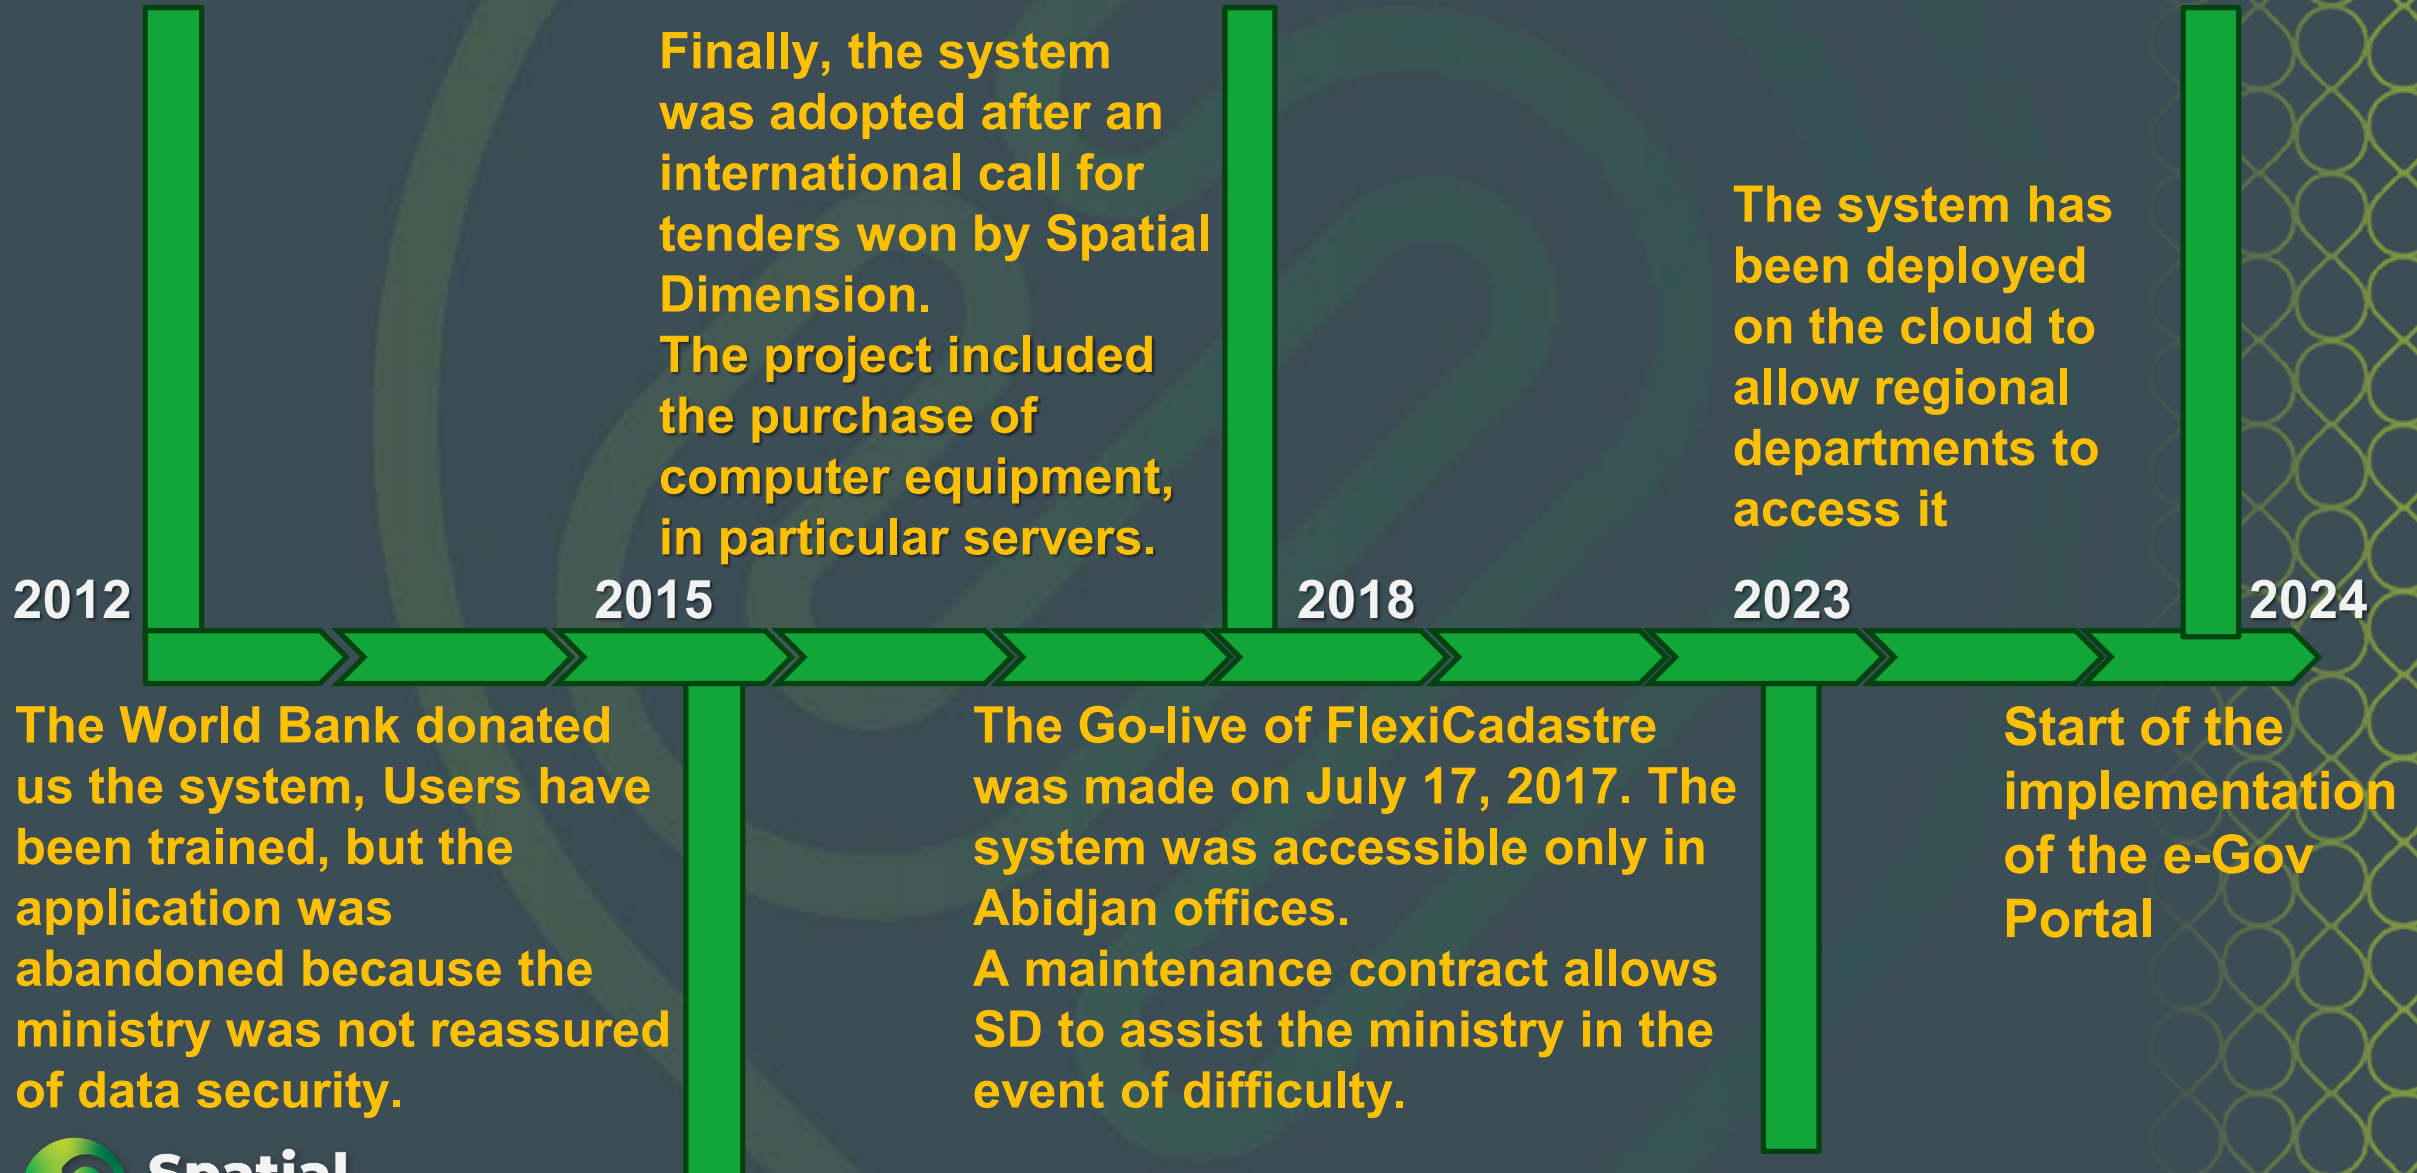 Finally, the system
was adopted after an
international call for
tenders won by Spatial
Dimension.
The project included
the purchase of
computer equipment,
in particular servers.
The system has
been deployed
on the cloud to
allow regional
departments to
access it
2012
2015
2018
2023
2024
The World Bank donated
us the system, Users have
been trained, but the
application was
abandoned because the
ministry was not reassured
of data security.
The Go-live of FlexiCadastre
was made on July 17, 2017. The
system was accessible only in
Abidjan offices.
A maintenance contract allows
SD to assist the ministry in the
event of difficulty.
Start of the
implementation
of the e-Gov
Portal
Spatial